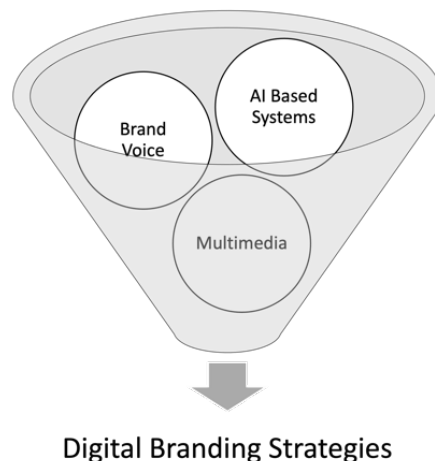 AI Based
Systems
Brand
Voice
Multimedia
Digital Branding Strategies